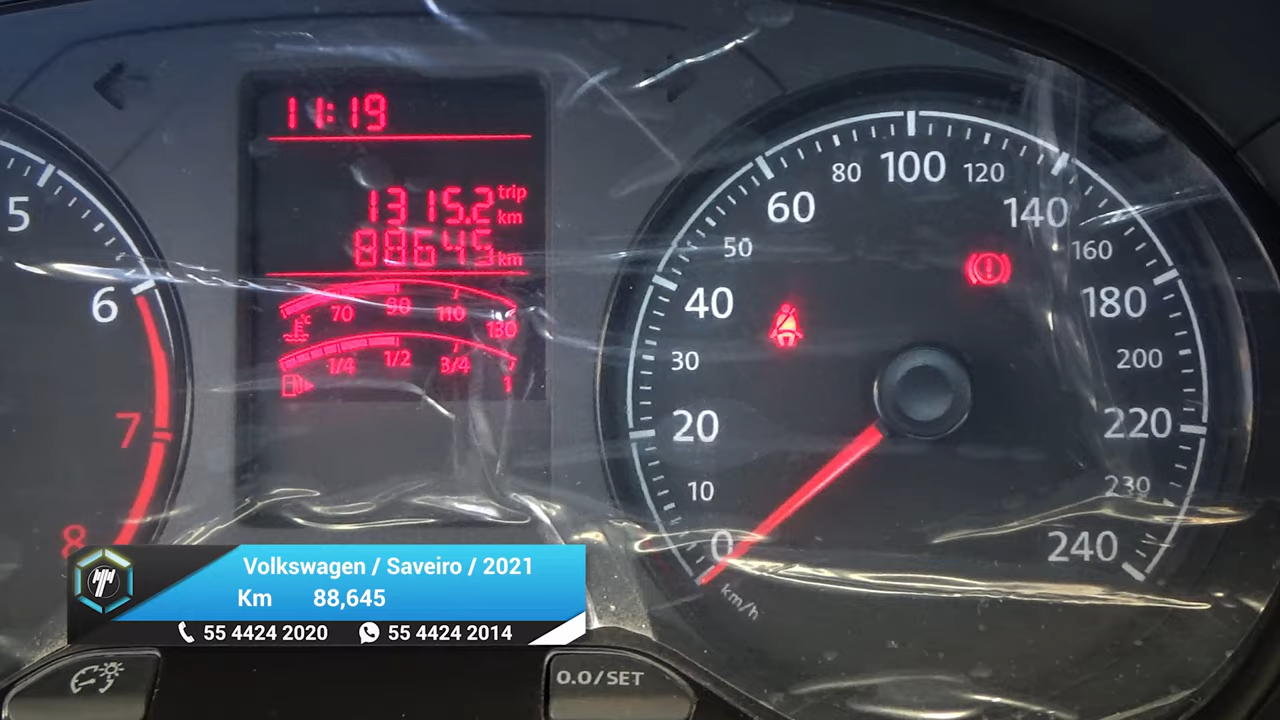 11:19
1315.2 trip km
88645 km
70 90 110 130
°C
1/4 1/2 3/4 1
5
6
7
8
0
10
20
30
40
50
60
80
100
120
140
160
180
200
220
230
240
km/h
Volkswagen / Saveiro / 2021
Km 88,645
55 4424 2020 55 4424 2014
0.0/SET